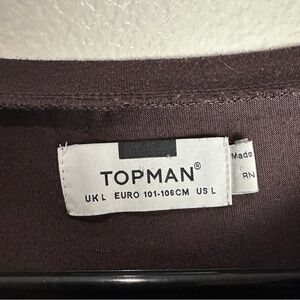 TOPMAN®
UK L EURO 101-106CM US L
Made
RN